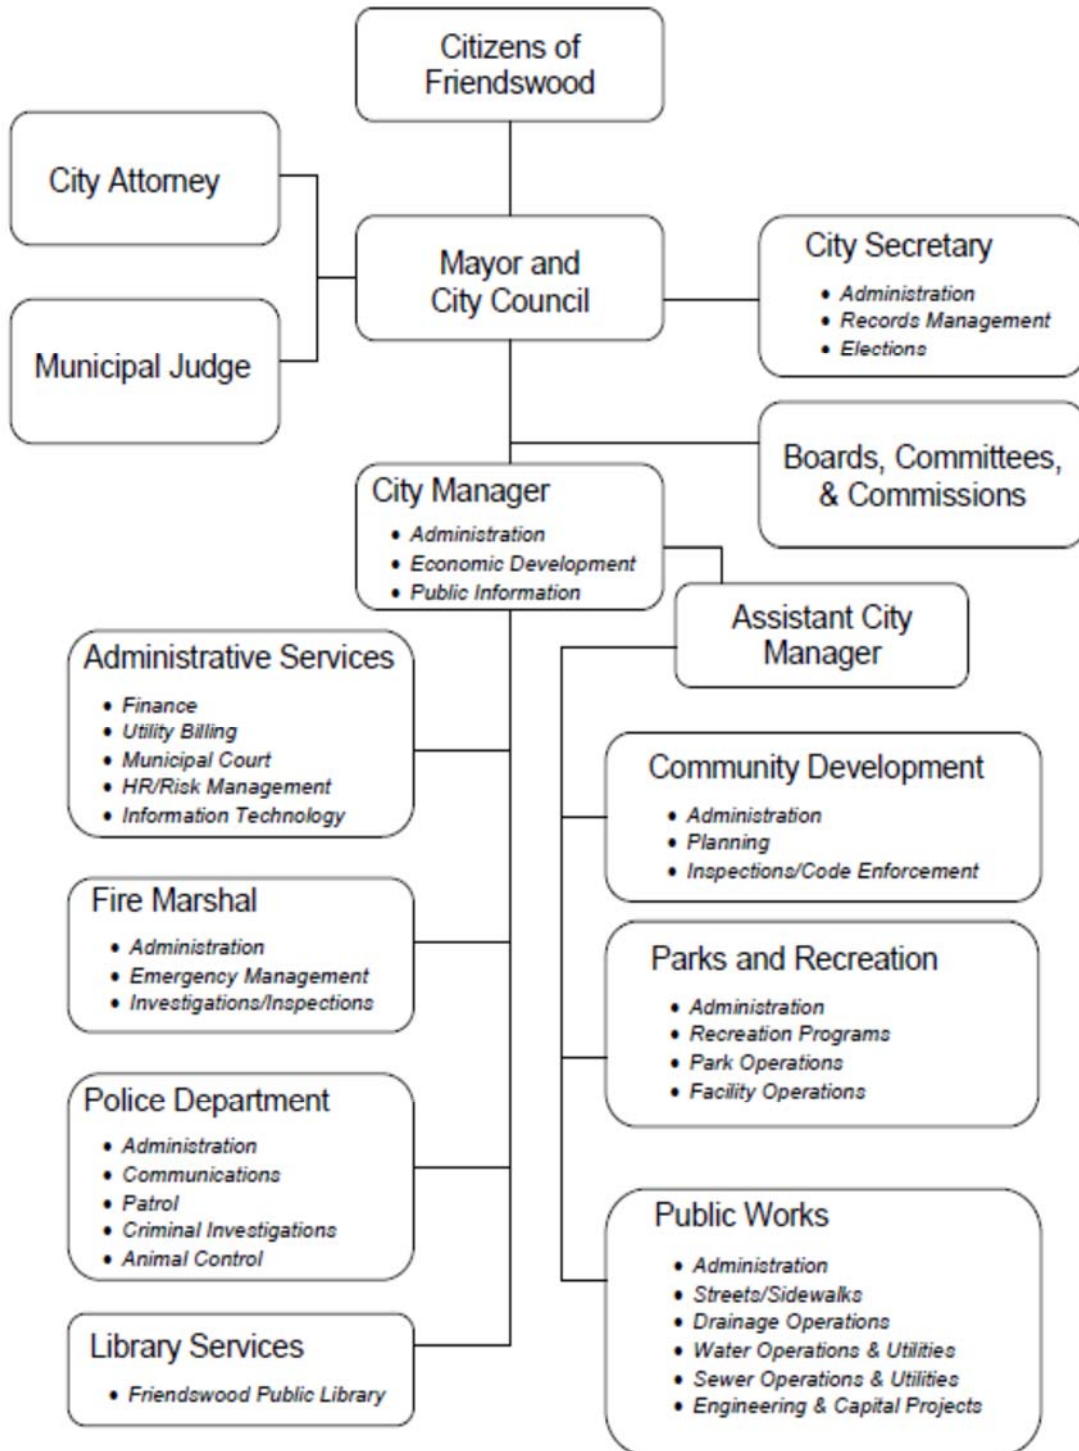 Citizens of
Friendswood
City Attorney
Mayor and
City Council
City Secretary
• Administration
• Records Management
• Elections
Municipal Judge
Boards, Committees,
& Commissions
City Manager
• Administration
• Economic Development
• Public Information
Assistant City
Manager
Administrative Services
• Finance
• Utility Billing
• Municipal Court
• HR/Risk Management
• Information Technology
Fire Marshal
• Administration
• Emergency Management
• Investigations/Inspections
Police Department
• Administration
• Communications
• Patrol
• Criminal Investigations
• Animal Control
Library Services
• Friendswood Public Library
Community Development
• Administration
• Planning
• Inspections/Code Enforcement
Parks and Recreation
• Administration
• Recreation Programs
• Park Operations
• Facility Operations
Public Works
• Administration
• Streets/Sidewalks
• Drainage Operations
• Water Operations & Utilities
• Sewer Operations & Utilities
• Engineering & Capital Projects